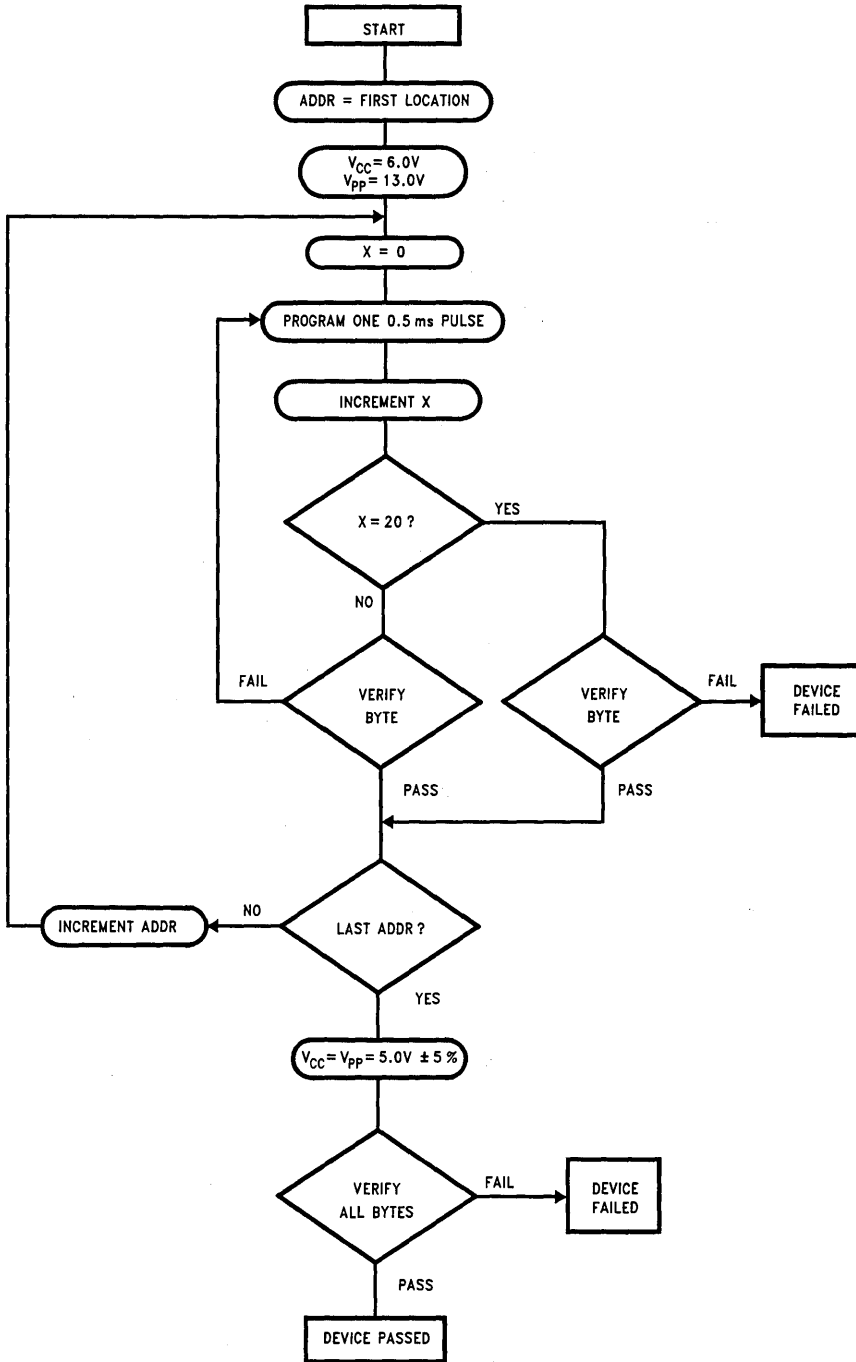 START
ADDR = FIRST LOCATION
VCC = 6.0V
VPP = 13.0V
X = 0
PROGRAM ONE 0.5 ms PULSE
INCREMENT X
X = 20 ?
YES
NO
FAIL
VERIFY
BYTE
VERIFY
BYTE
FAIL
DEVICE
FAILED
PASS
PASS
INCREMENT ADDR
NO
LAST ADDR ?
YES
VCC = VPP = 5.0V ± 5 %
VERIFY
ALL BYTES
FAIL
DEVICE
FAILED
PASS
DEVICE PASSED